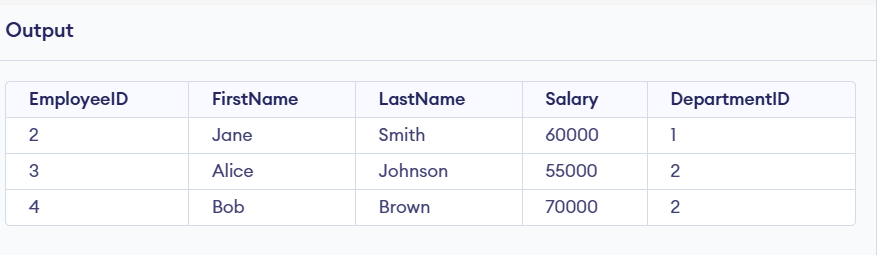 Output
EmployeeID FirstName LastName Salary DepartmentID
2 Jane Smith 60000 1
3 Alice Johnson 55000 2
4 Bob Brown 70000 2